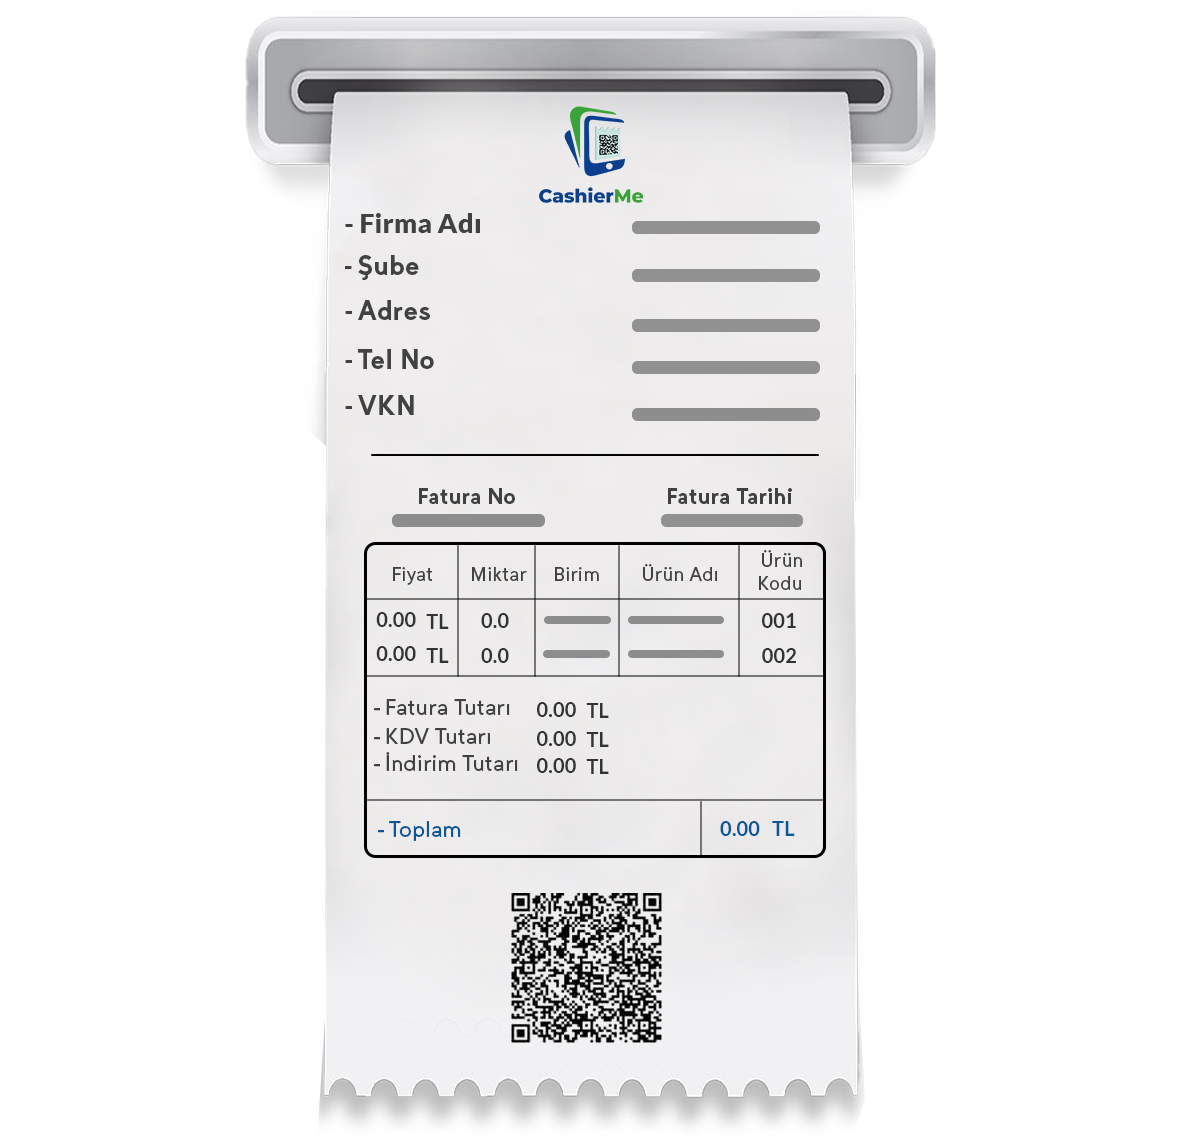 CashierMe
- Firma Adı
- Şube
- Adres
- Tel No
- VKN
Fatura No Fatura Tarihi
Fiyat Miktar Birim Ürün Adı Ürün Kodu
0.00 TL 0.0 001
0.00 TL 0.0 002
- Fatura Tutarı 0.00 TL
- KDV Tutarı 0.00 TL
- İndirim Tutarı 0.00 TL
- Toplam 0.00 TL